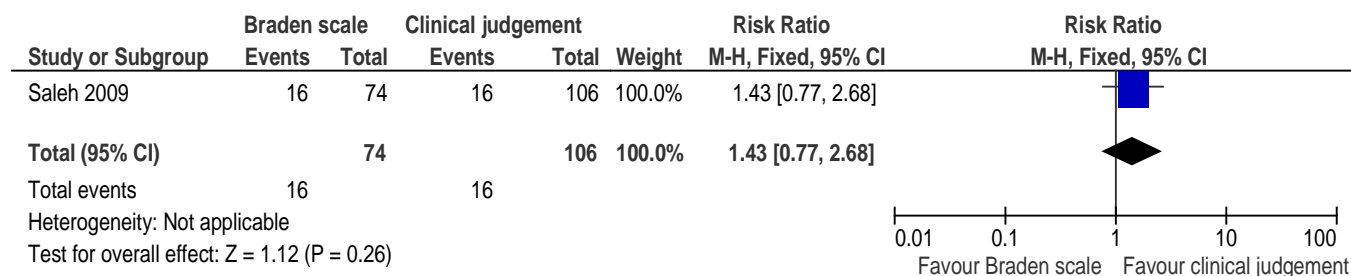 Braden scale Clinical judgement Risk Ratio Risk Ratio
Study or Subgroup Events Total Events Total Weight M-H, Fixed, 95% CI M-H, Fixed, 95% CI
Saleh 2009 16 74 16 106 100.0% 1.43 [0.77, 2.68]
Total (95% CI) 74 106 100.0% 1.43 [0.77, 2.68]
Total events 16 16
Heterogeneity: Not applicable
Test for overall effect: Z = 1.12 (P = 0.26)
0.01 0.1 1 10 100
Favour Braden scale Favour clinical judgement